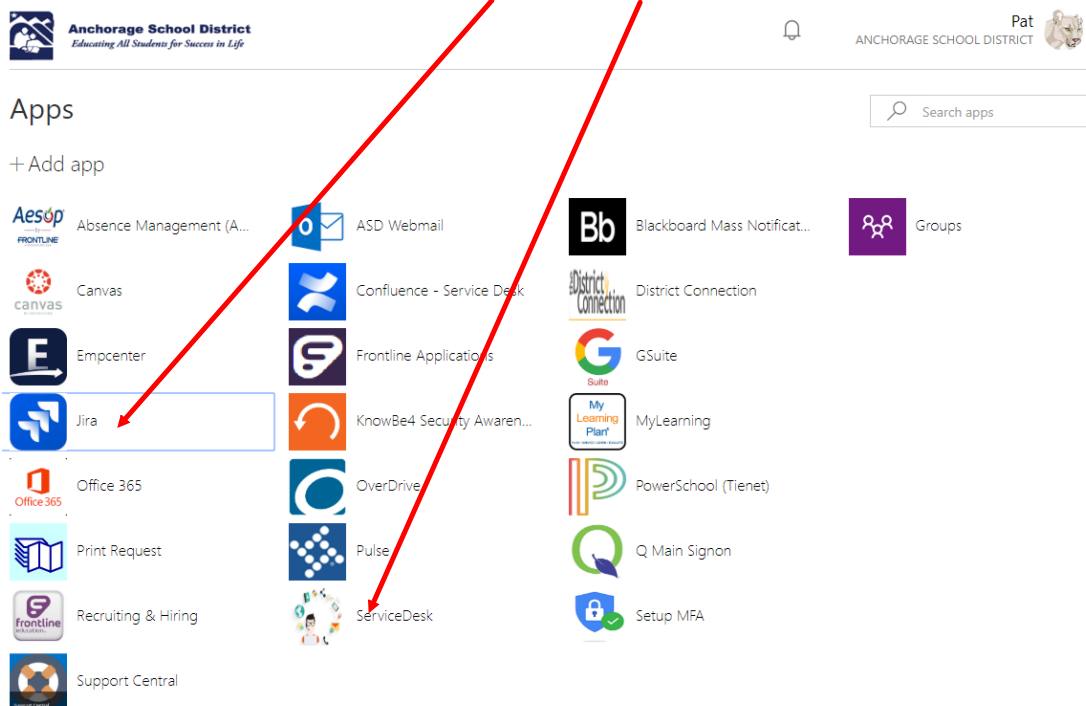 Anchorage School District
Educating All Students for Success in Life
Pat
ANCHORAGE SCHOOL DISTRICT
Apps
Search apps
+ Add app
Aesop
by
FRONTLINE
Absence Management (A...
ASD Webmail
Bb
Blackboard Mass Notificat...
Groups
canvas
Canvas
Confluence - Service Desk
District
Connection
District Connection
E
Empcenter
Frontline Applications
G
Suite
GSuite
Jira
KnowBe4 Security Awaren...
My
Learning
Plan
MyLearning
Office 365
Office 365
OverDrive
PowerSchool (Tienet)
Print Request
Pulse
Q Main Signon
frontline
education
Recruiting & Hiring
ServiceDesk
Setup MFA
Support Central